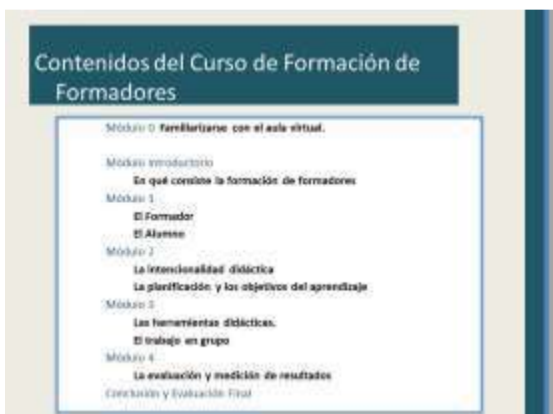 Contenidos del Curso de Formación de
Formadores
Módulo 0 Familiarizarse con el aula virtual.
Módulo Introductorio
En qué consiste la formación de formadores
Módulo 1
El Formador
El Alumno
Módulo 2
La intencionalidad didáctica
La planificación y los objetivos del aprendizaje
Módulo 3
Las herramientas didácticas.
El trabajo en grupo
Módulo 4
La evaluación y medición de resultados
Conclusión y Evaluación Final